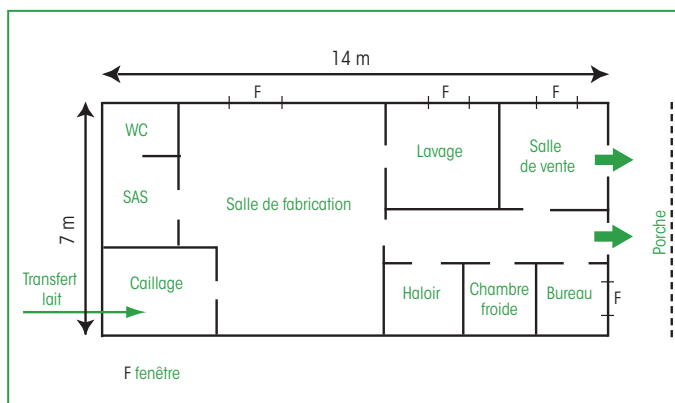 14 m
F
F
F
WC
Lavage
Salle
de vente
SAS
Salle de fabrication
7 m
Porche
Transfert
lait
Caillage
Haloir
Chambre
froide
Bureau
F
F fenêtre